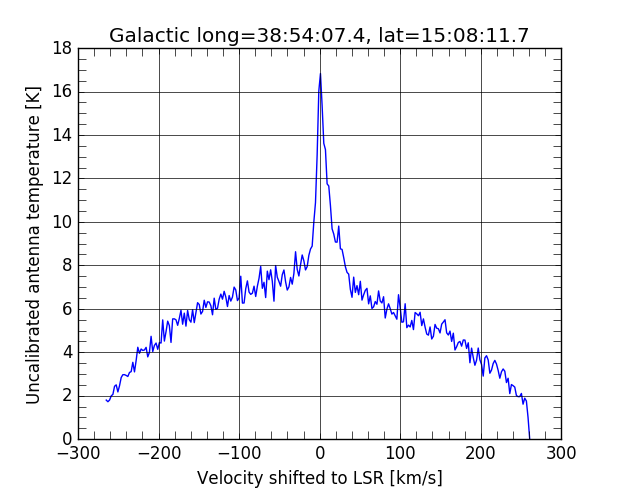 Galactic long=38:54:07.4, lat=15:08:11.7
Uncalibrated antenna temperature [K]
18
16
14
12
10
8
6
4
2
0
−300 −200 −100 0 100 200 300
Velocity shifted to LSR [km/s]